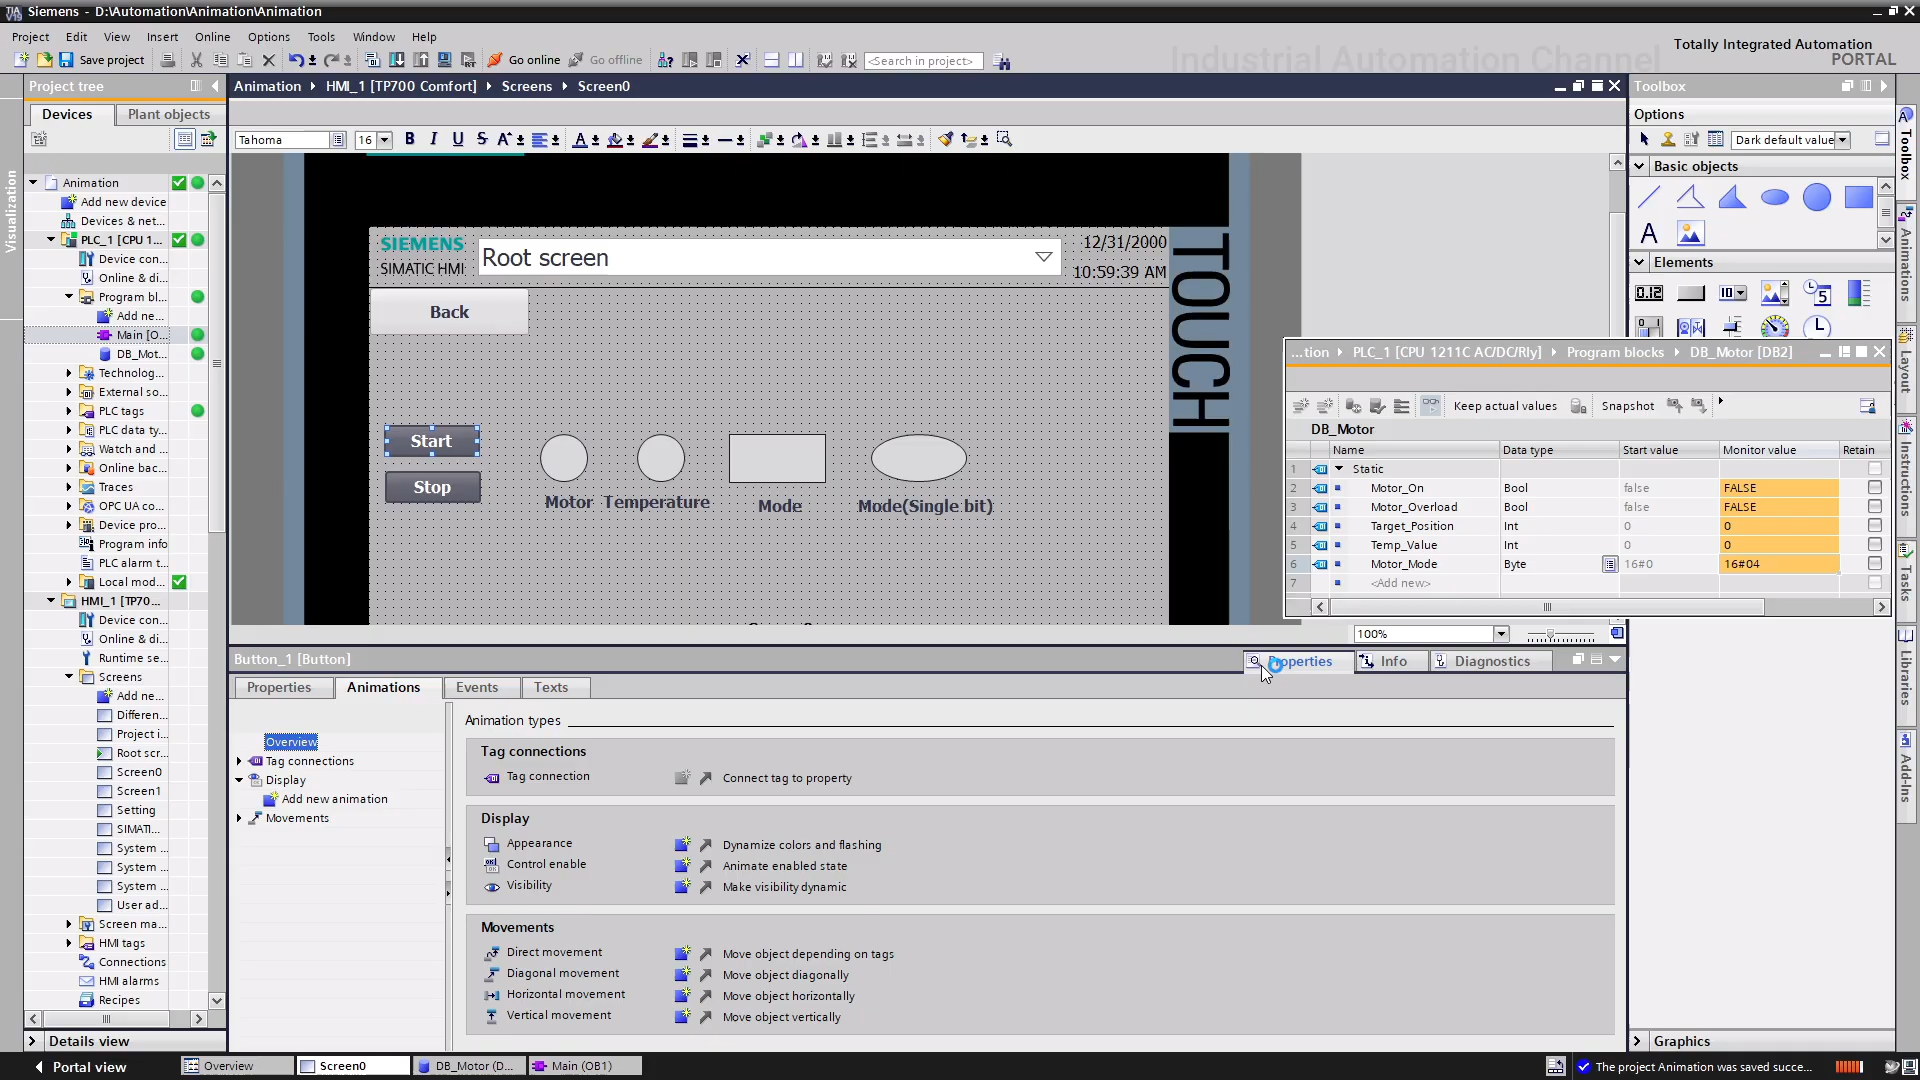 Siemens - D:\Automation\Animation\Animation
Project Edit View Insert Online Options Tools Window Help
Industrial Automation Channel
Totally Integrated Automation
PORTAL
Save project
Go online
Go offline
<Search in project>
Project tree
Devices
Plant objects
Visualization
Animation
Add new device
Devices & net...
PLC_1 [CPU 1...
Device con...
Online & di...
Program bl...
Add ne...
Main [O...
DB_Mot...
Technolog...
External so...
PLC tags
PLC data ty...
Watch and ...
Online bac...
Traces
OPC UA co...
Device pro...
Program info
PLC alarm t...
Local mod...
HMI_1 [TP70...
Device con...
Online & di...
Runtime se...
Screens
Add ne...
Differen...
Project i...
Root scr...
Screen0
Screen1
Setting
SIMATI...
System ...
System ...
System ...
User ad...
Screen ma...
HMI tags
Connections
HMI alarms
Recipes
Details view
Animation HMI_1 [TP700 Comfort] Screens Screen0
Tahoma
16
B I U S
SIEMENS
SIMATIC HMI
Root screen
12/31/2000
10:59:39 AM
TOUCH
Back
Start
Stop
Motor
Temperature
Mode
Mode(Single bit)
100%
...tion PLC_1 [CPU 1211C AC/DC/Rly] Program blocks DB_Motor [DB2]
Keep actual values
Snapshot
DB_Motor
Name Data type Start value Monitor value Retain
1 Static
2 Motor_On Bool false FALSE
3 Motor_Overload Bool false FALSE
4 Target_Position Int 0 0
5 Temp_Value Int 0 0
6 Motor_Mode Byte 16#0 16#04
7 <Add new>
Button_1 [Button]
Properties
Info
Diagnostics
Properties
Animations
Events
Texts
Overview
Tag connections
Display
Add new animation
Movements
Animation types
Tag connections
Tag connection Connect tag to property
Display
Appearance Dynamize colors and flashing
Control enable Animate enabled state
Visibility Make visibility dynamic
Movements
Direct movement Move object depending on tags
Diagonal movement Move object diagonally
Horizontal movement Move object horizontally
Vertical movement Move object vertically
Toolbox
Options
Dark default value
Basic objects
Elements
Graphics
Toolbox
Animations
Layout
Instructions
Tasks
Libraries
Add-Ins
Portal view
Overview
Screen0
DB_Motor (D...
Main (OB1)
The project Animation was saved succe...